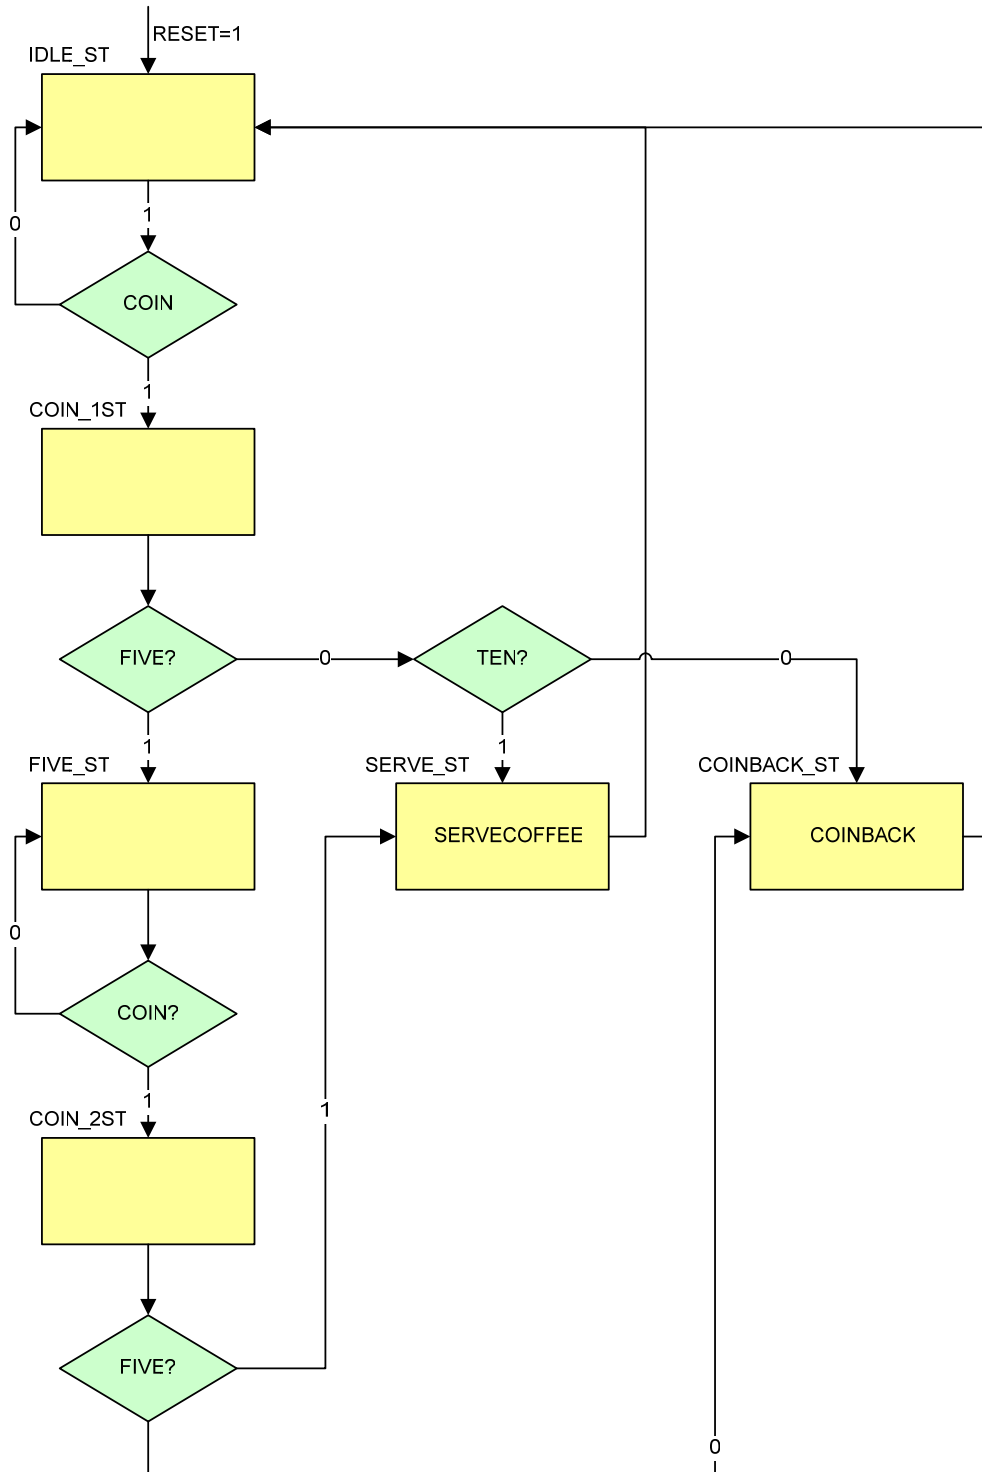 RESET=1
IDLE_ST
1
0
COIN
1
COIN_1ST
FIVE?
0
TEN?
0
1
1
FIVE_ST
SERVE_ST
COINBACK_ST
SERVECOFFEE
COINBACK
0
COIN?
1
1
COIN_2ST
FIVE?
0